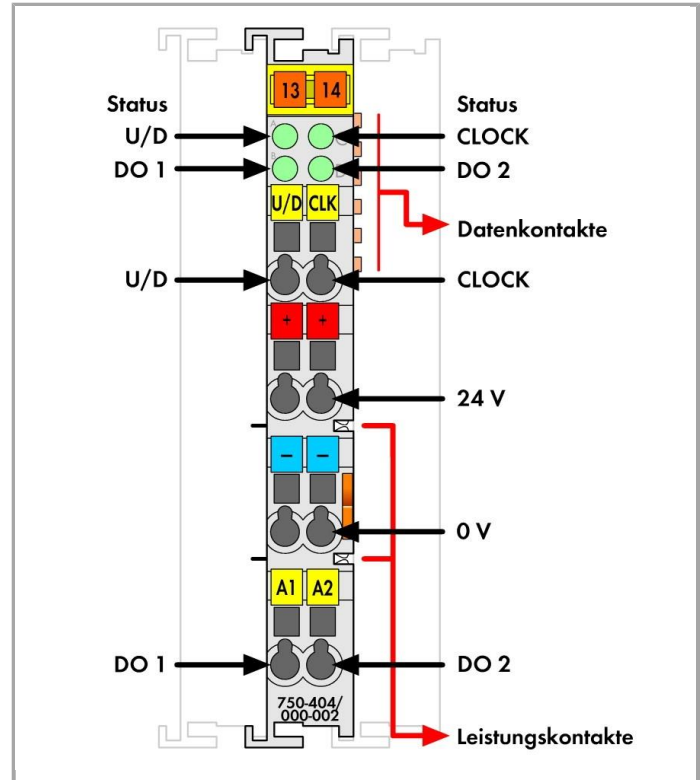 13 14
Status
Status
U/D
A
C
CLOCK
DO 1
B
D
DO 2
U/D CLK
Datenkontakte
U/D
CLOCK
+ +
24 V
− −
0 V
A1 A2
DO 1
DO 2
750-404/
000-002
Leistungskontakte